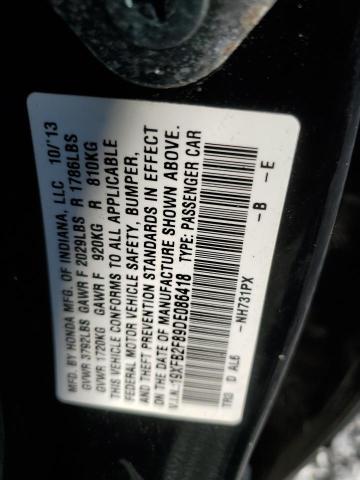 MFD. BY HONDA MFG. OF INDIANA, LLC 10/'13
GVWR 3792LBS GAWR F 2029LBS R 1786LBS
GVWR 1720KG GAWR F 920KG R 810KG
THIS VEHICLE CONFORMS TO ALL APPLICABLE
FEDERAL MOTOR VEHICLE SAFETY, BUMPER,
AND THEFT PREVENTION STANDARDS IN EFFECT
ON THE DATE OF MANUFACTURE SHOWN ABOVE.
V.I.N.: 19XFB2F89DE086418 TYPE: PASSENGER CAR
NH731PX - B - E
TR3 D AL6